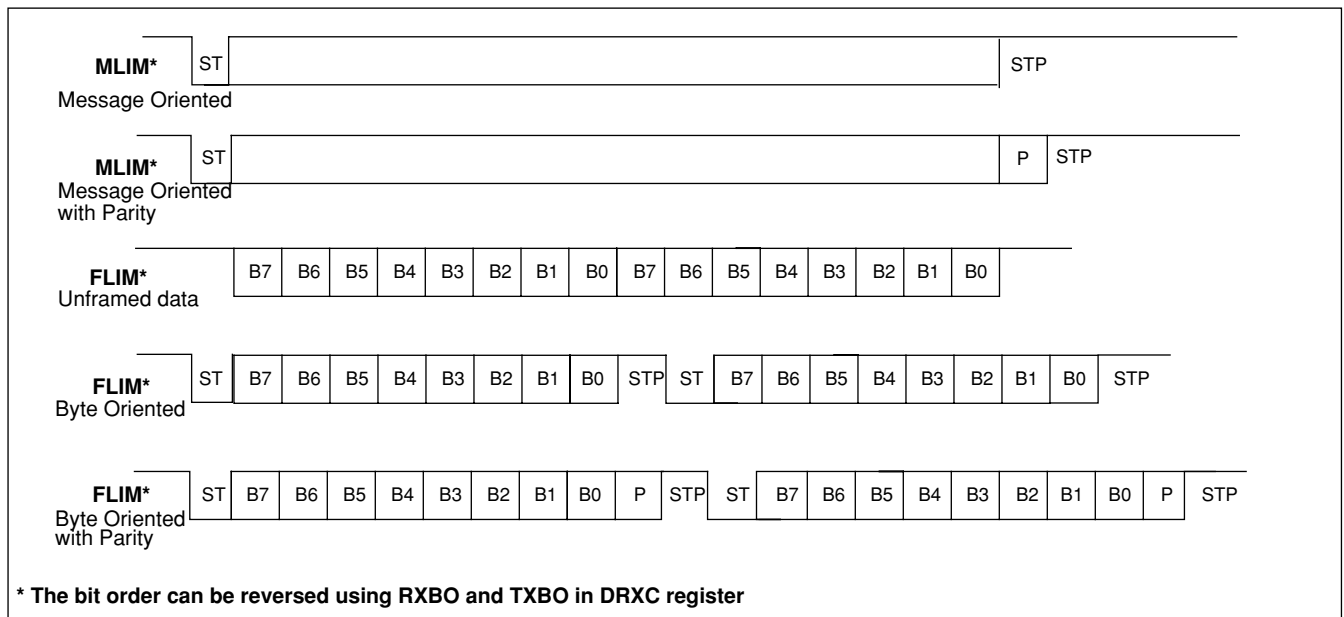 MLIM* ST STP
Message Oriented
MLIM* ST P STP
Message Oriented
with Parity
FLIM* B7 B6 B5 B4 B3 B2 B1 B0 B7 B6 B5 B4 B3 B2 B1 B0
Unframed data
FLIM* ST B7 B6 B5 B4 B3 B2 B1 B0 STP ST B7 B6 B5 B4 B3 B2 B1 B0 STP
Byte Oriented
FLIM* ST B7 B6 B5 B4 B3 B2 B1 B0 P STP ST B7 B6 B5 B4 B3 B2 B1 B0 P STP
Byte Oriented
with Parity
* The bit order can be reversed using RXBO and TXBO in DRXC register